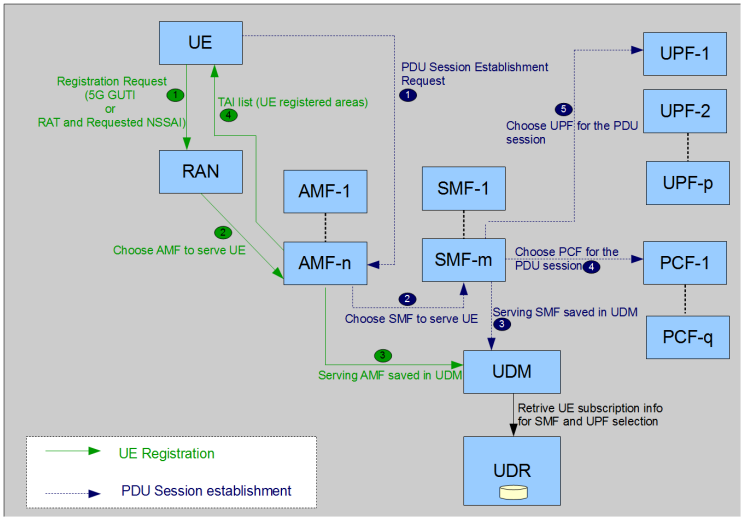 UE
UPF-1
Registration Request
(5G GUTI
or
RAT and Requested NSSAI)
1
TAI list (UE registered areas)
4
PDU Session Establishment
Request
1
5
Choose UPF for the PDU
session
UPF-2
UPF-p
RAN
AMF-1
SMF-1
2
Choose AMF to serve UE
AMF-n
SMF-m
Choose PCF for the
PDU session
4
PCF-1
2
Choose SMF to serve UE
Serving SMF saved in UDM
3
PCF-q
3
Serving AMF saved in UDM
UDM
Retrive UE subscription info
for SMF and UPF selection
UDR
UE Registration
PDU Session establishment